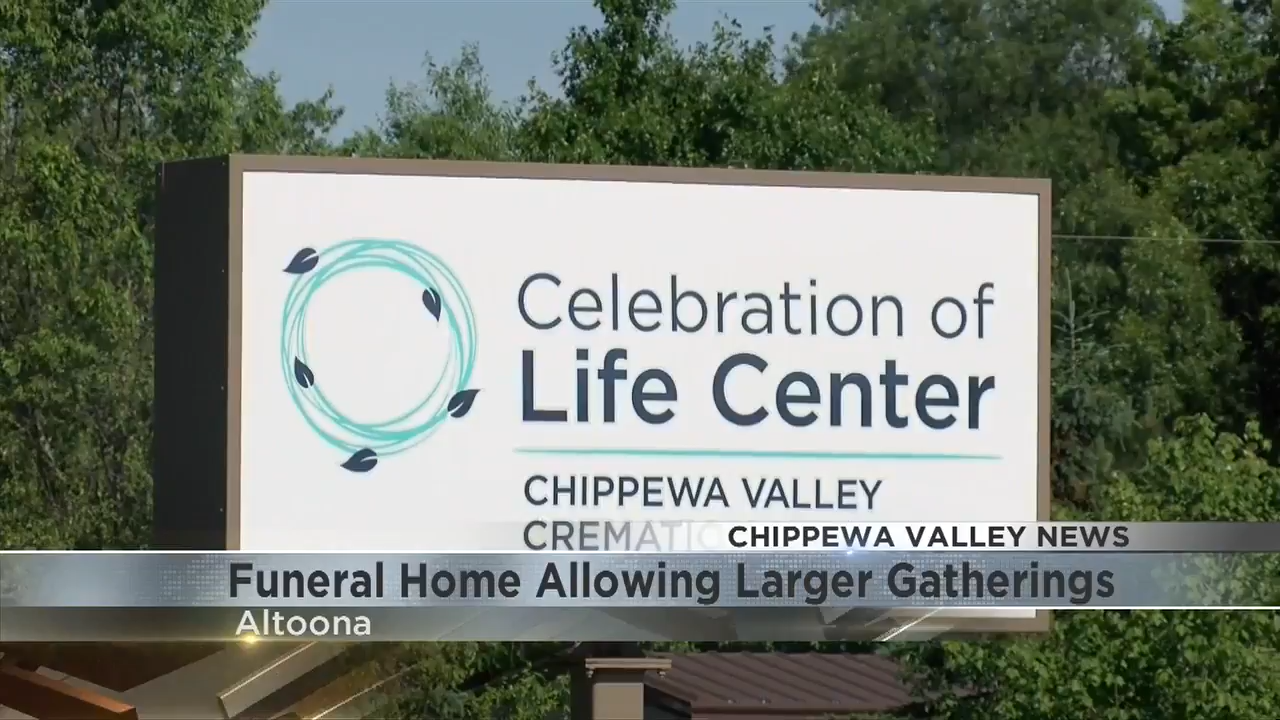 Celebration of
Life Center
CHIPPEWA VALLEY
CHIPPEWA VALLEY NEWS
Funeral Home Allowing Larger Gatherings
Altoona